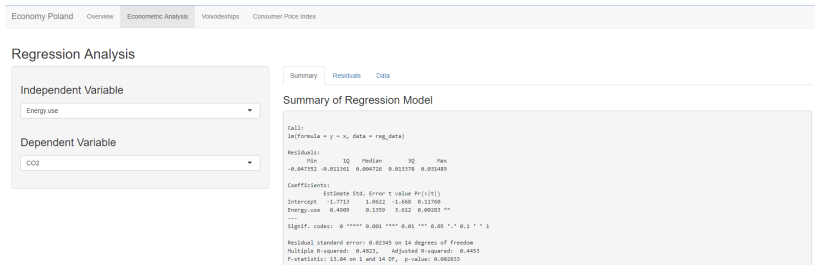 Economy Poland Overview Econometric Analysis Voivodeships Consumer Price Index
Regression Analysis
Independent Variable
Energy.use
Dependent Variable
CO2
Summary Residuals Data
Summary of Regression Model
Call:
lm(formula = y ~ x, data = reg_data)
Residuals:
Min 1Q Median 3Q Max
-0.047352 -0.011361 0.004726 0.013378 0.031489
Coefficients:
Estimate Std. Error t value Pr(>|t|)
Intercept -1.7713 1.0622 -1.668 0.11760
Energy.use 0.4909 0.1359 3.612 0.00283 **
---
Signif. codes: 0 '***' 0.001 '**' 0.01 '*' 0.05 '.' 0.1 ' ' 1
Residual standard error: 0.02345 on 14 degrees of freedom
Multiple R-squared: 0.4823, Adjusted R-squared: 0.4453
F-statistic: 13.04 on 1 and 14 DF, p-value: 0.002835